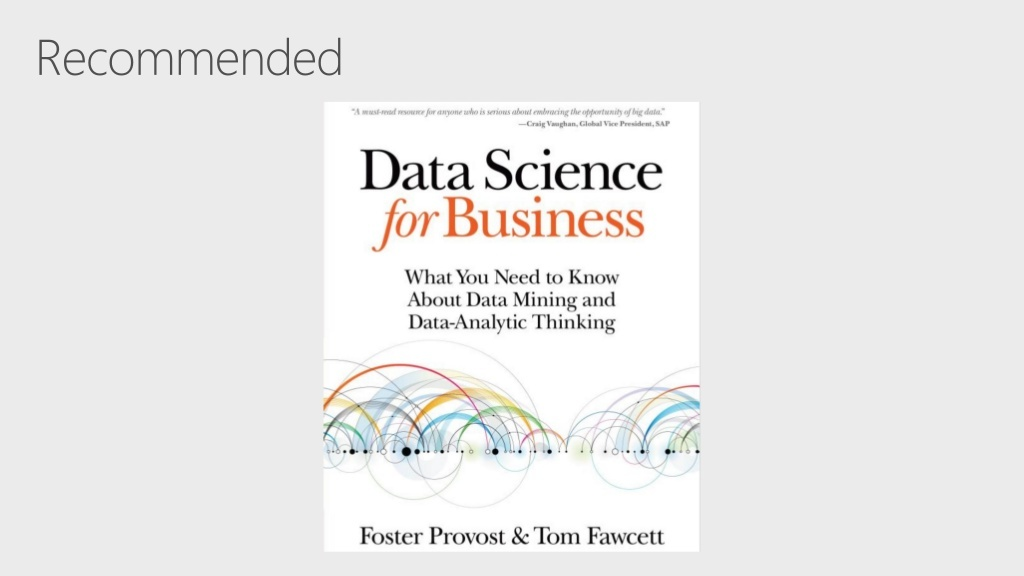 Recommended
“A must-read resource for anyone who is serious about embracing the opportunity of big data.”
—Craig Vaughan, Global Vice President, SAP
Data Science
for Business
What You Need to Know
About Data Mining and
Data-Analytic Thinking
Foster Provost & Tom Fawcett